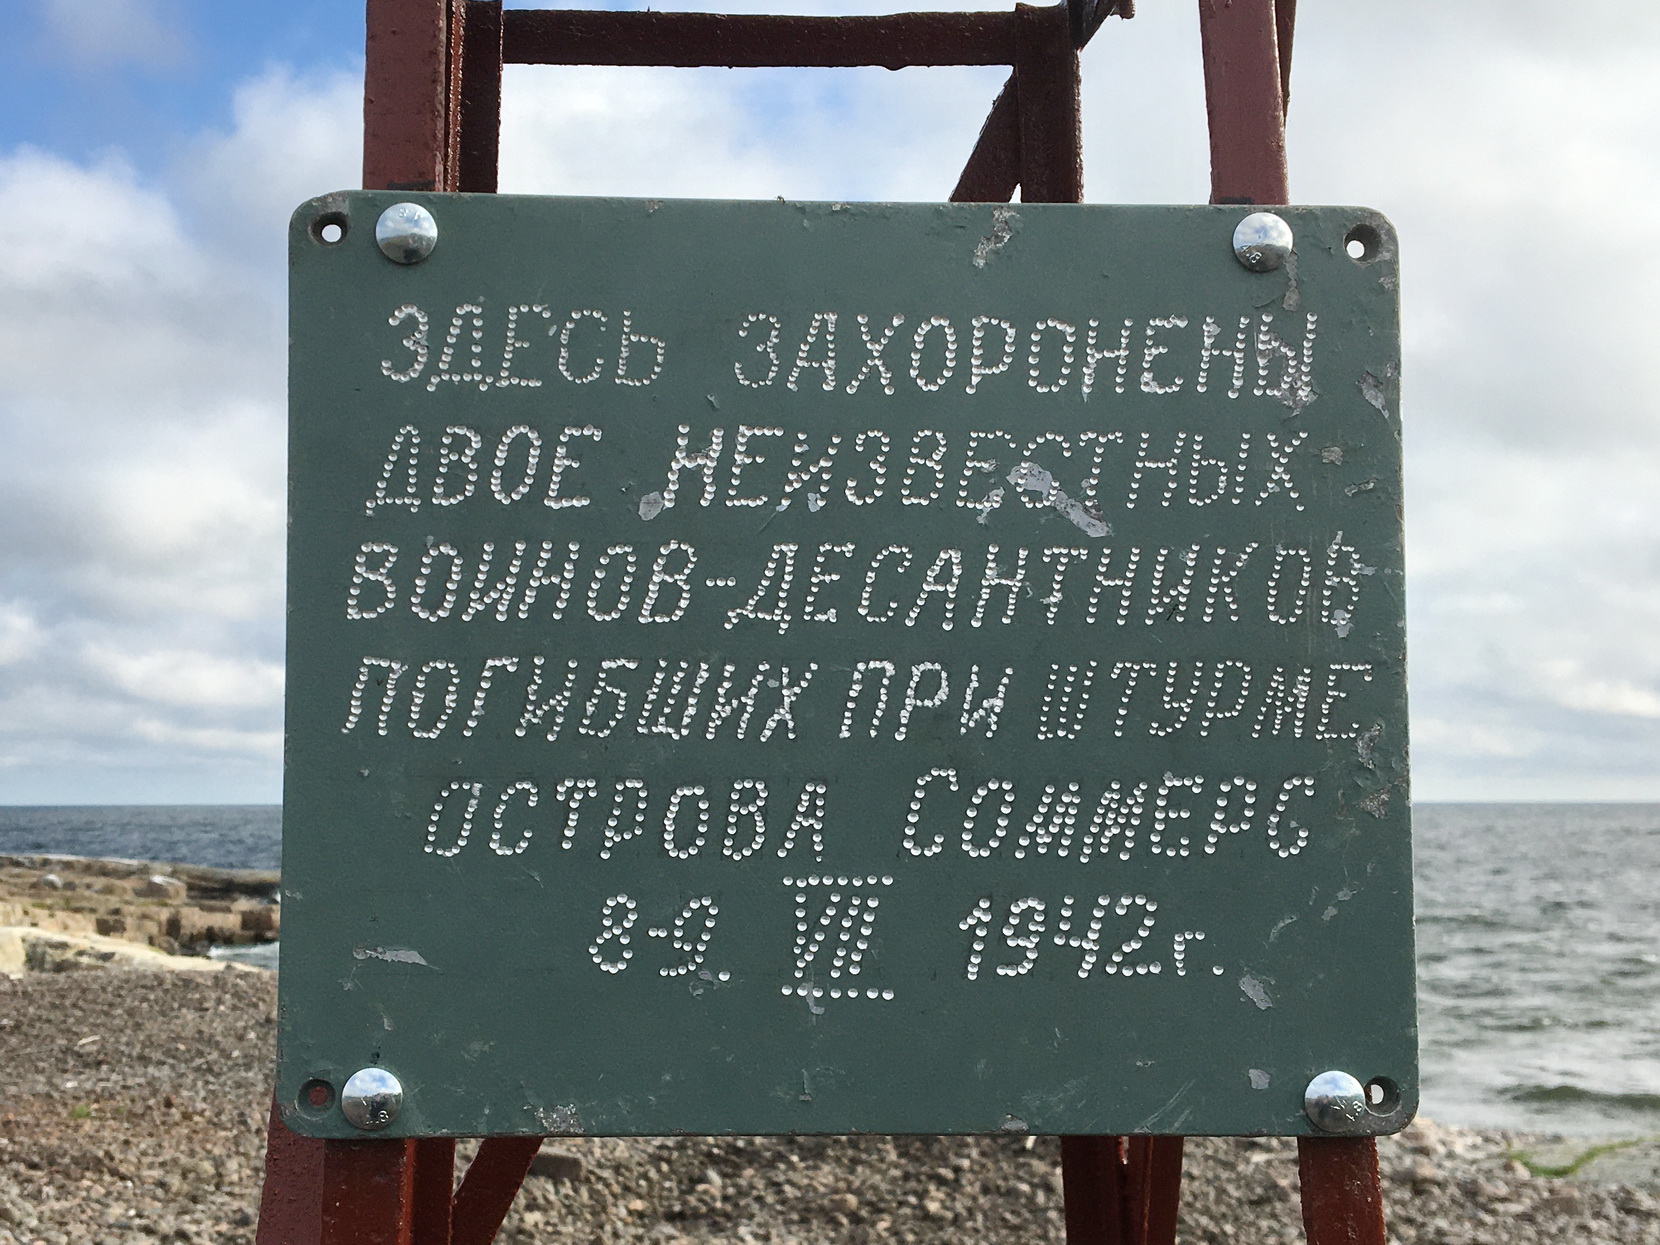 ЗДЕСЬ ЗАХОРОНЕНЫ
ДВОЕ НЕИЗВЕСТНЫХ
ВОИНОВ-ДЕСАНТНИКОВ
ПОГИБШИХ ПРИ ШТУРМЕ
ОСТРОВА СОММЕРС
8-9. VII 1942г.